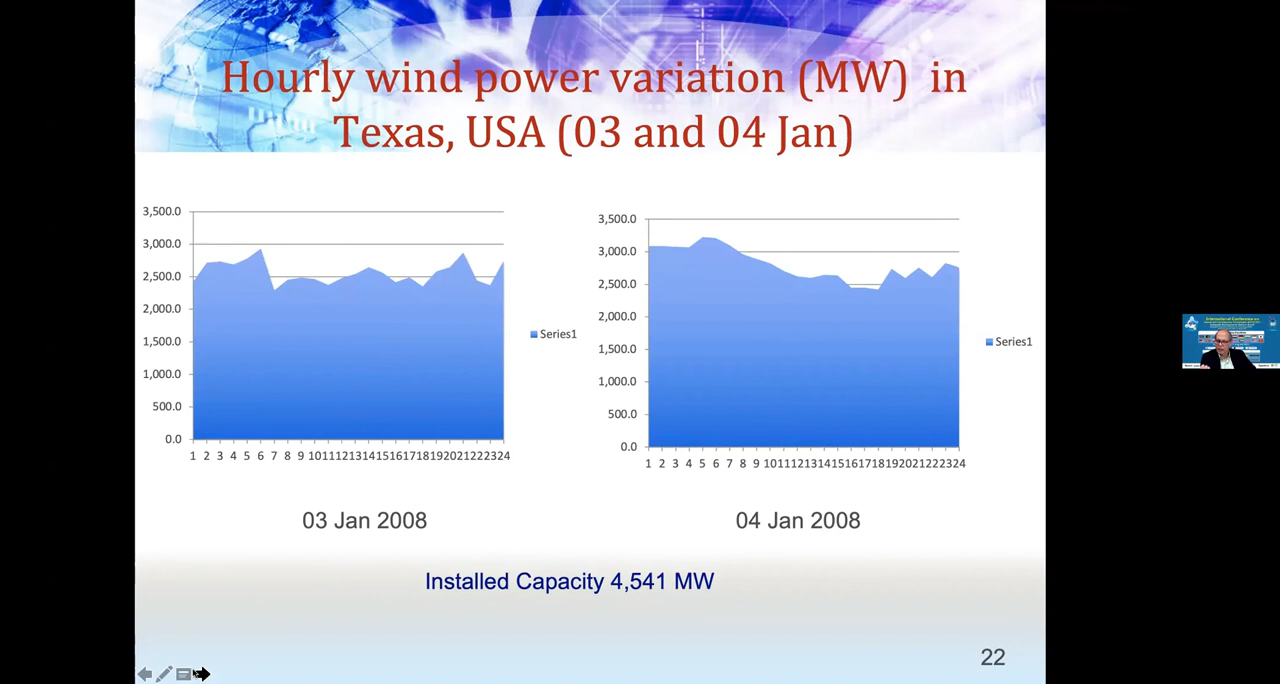 Hourly wind power variation (MW) in
Texas, USA (03 and 04 Jan)
3,500.0
3,000.0
2,500.0
2,000.0
1,500.0
1,000.0
500.0
0.0
1 2 3 4 5 6 7 8 9 101112131415161718192021222324
Series1
03 Jan 2008
3,500.0
3,000.0
2,500.0
2,000.0
1,500.0
1,000.0
500.0
0.0
1 2 3 4 5 6 7 8 9 101112131415161718192021222324
Series1
04 Jan 2008
Installed Capacity 4,541 MW
22
International Conference on